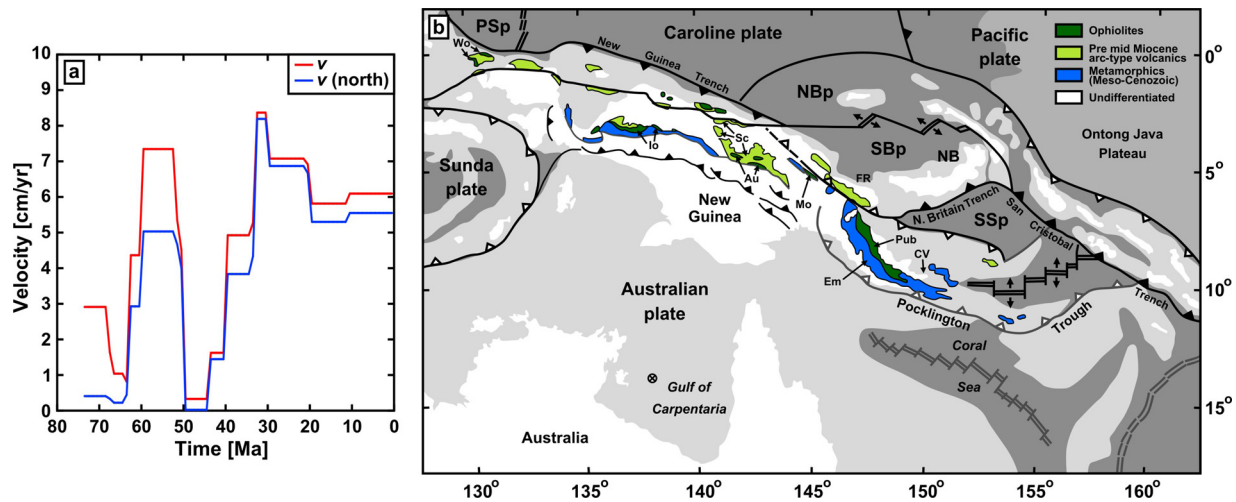 a
v
v (north)
10
9
8
7
6
5
4
3
2
1
0
80
70
60
50
40
30
20
10
0
Velocity [cm/yr]
Time [Ma]
b
PSp
Caroline plate
Pacific
plate
Ophiolites
Pre mid Miocene
arc-type volcanics
Metamorphics
(Meso-Cenozoic)
Undifferentiated
Wo
New Guinea Trench
NBp
Ontong Java
Plateau
Sunda
plate
Io
Sc
Au
Mo
SBp
NB
FR
New
Guinea
N. Britain Trench
SSp
San Cristobal Trench
Pub
CV
Em
Australian
plate
Pocklington Trough
Coral
Sea
Gulf of
Carpentaria
Australia
0°
5°
10°
15°
130°
135°
140°
145°
150°
155°
160°